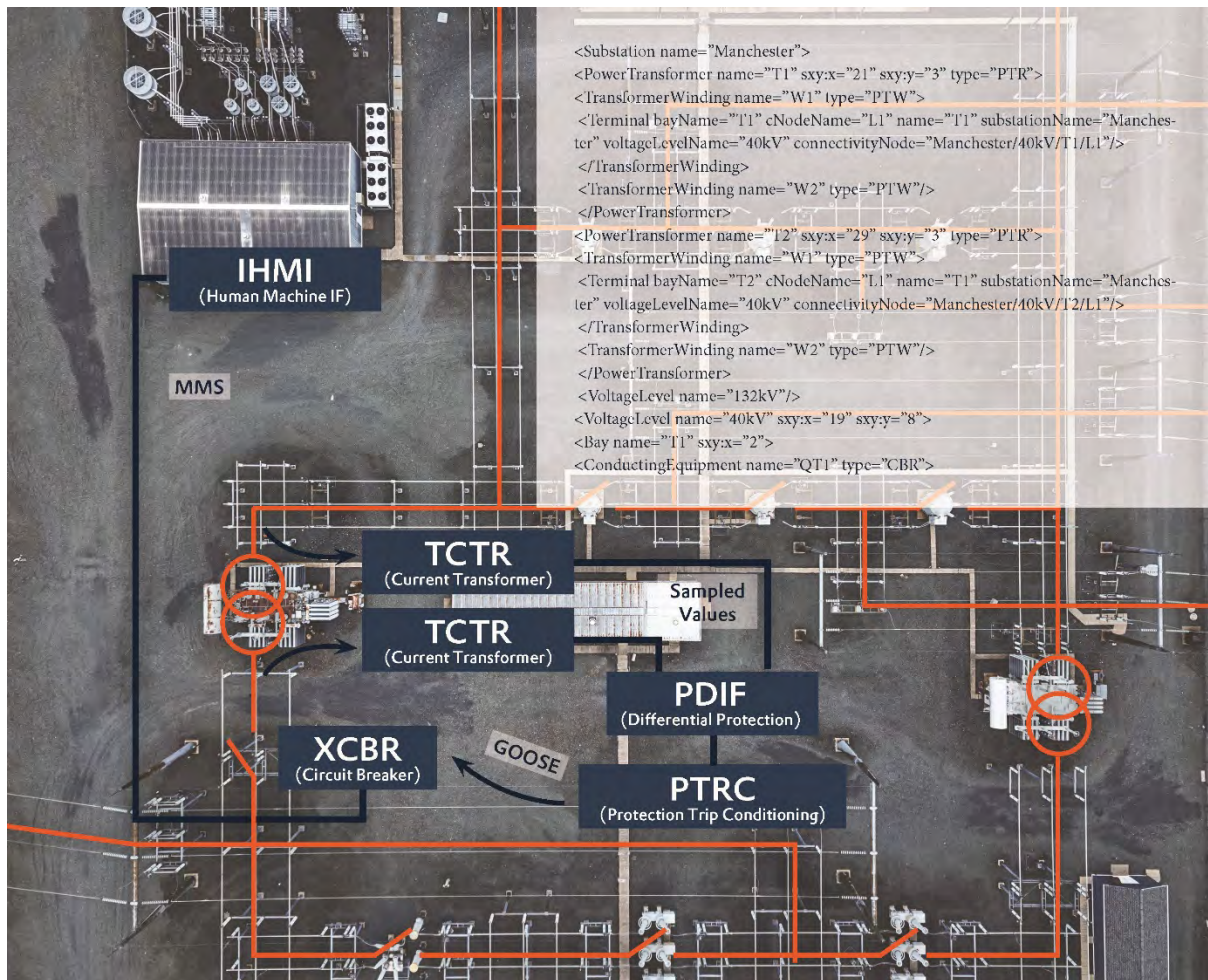 <Substation name=”Manchester”>
<PowerTransformer name=”T1” sxy:x=”21” sxy:y=”3” type=”PTR”>
<TransformerWinding name=”W1” type=”PTW”>
<Terminal bayName=”T1” cNodeName=”L1” name=”T1” substationName=”Manches-
ter” voltageLevelName=”40kV” connectivityNode=”Manchester/40kV/T1/L1”/>
</TransformerWinding>
<TransformerWinding name=”W2” type=”PTW”/>
</PowerTransformer>
<PowerTransformer name=”T2” sxy:x=”29” sxy:y=”3” type=”PTR”>
<TransformerWinding name=”W1” type=”PTW”>
<Terminal bayName=”T2” cNodeName=”L1” name=”T1” substationName=”Manches-
ter” voltageLevelName=”40kV” connectivityNode=”Manchester/40kV/T2/L1”/>
</TransformerWinding>
<TransformerWinding name=”W2” type=”PTW”/>
</PowerTransformer>
<VoltageLevel name=”132kV”/>
<VoltageLevel name=”40kV” sxy:x=”19” sxy:y=”8”>
<Bay name=”T1” sxy:x=”2”>
<ConductingEquipment name=”QT1” type=”CBR”>
IHMI
(Human Machine IF)
MMS
TCTR
(Current Transformer)
Sampled
Values
TCTR
(Current Transformer)
PDIF
(Differential Protection)
XCBR
(Circuit Breaker)
GOOSE
PTRC
(Protection Trip Conditioning)